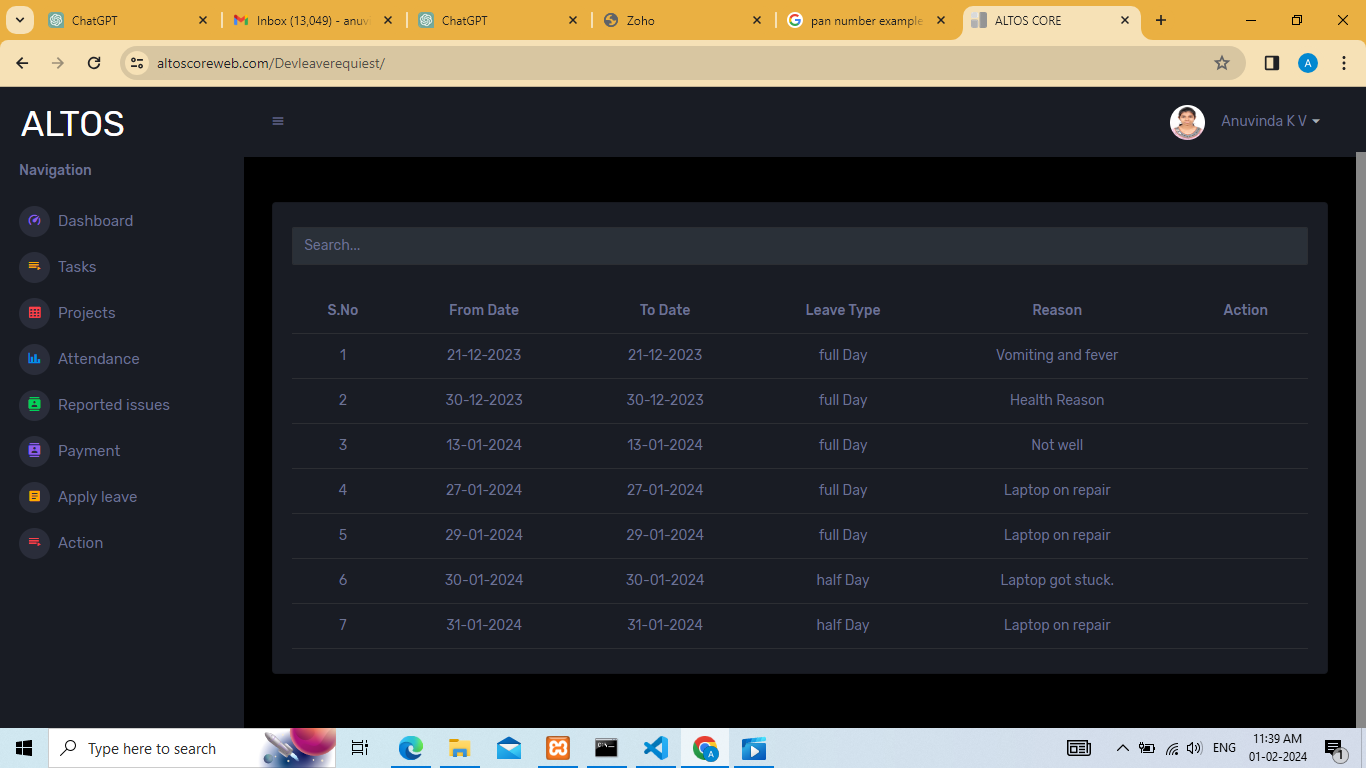 ChatGPT
Inbox (13,049) - anuvi
ChatGPT
Zoho
pan number example
ALTOS CORE
altoscoreweb.com/Devleaverequiest/
A
ALTOS
Anuvinda K V
Navigation
Dashboard
Tasks
Projects
Attendance
Reported issues
Payment
Apply leave
Action
Search...
S.No From Date To Date Leave Type Reason Action
1 21-12-2023 21-12-2023 full Day Vomiting and fever
2 30-12-2023 30-12-2023 full Day Health Reason
3 13-01-2024 13-01-2024 full Day Not well
4 27-01-2024 27-01-2024 full Day Laptop on repair
5 29-01-2024 29-01-2024 full Day Laptop on repair
6 30-01-2024 30-01-2024 half Day Laptop got stuck.
7 31-01-2024 31-01-2024 half Day Laptop on repair
Type here to search
ENG
11:39 AM
01-02-2024
1